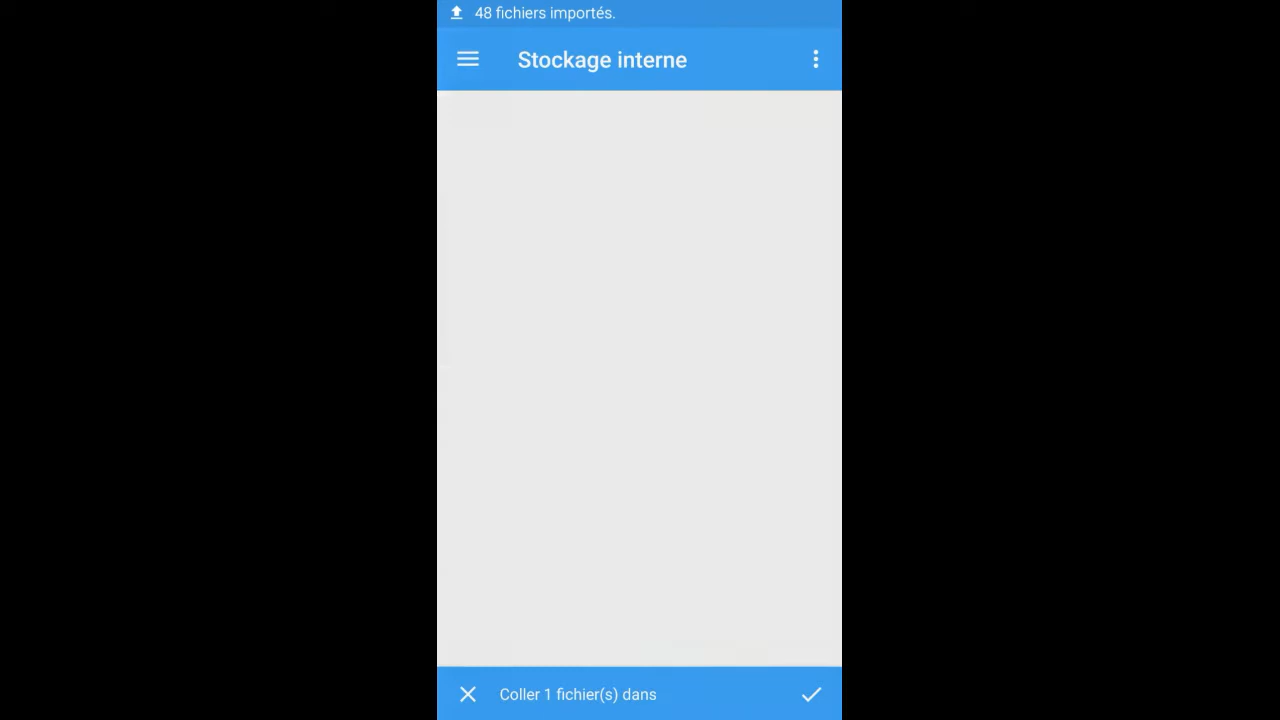 48 fichiers importés.
Stockage interne
Coller 1 fichier(s) dans